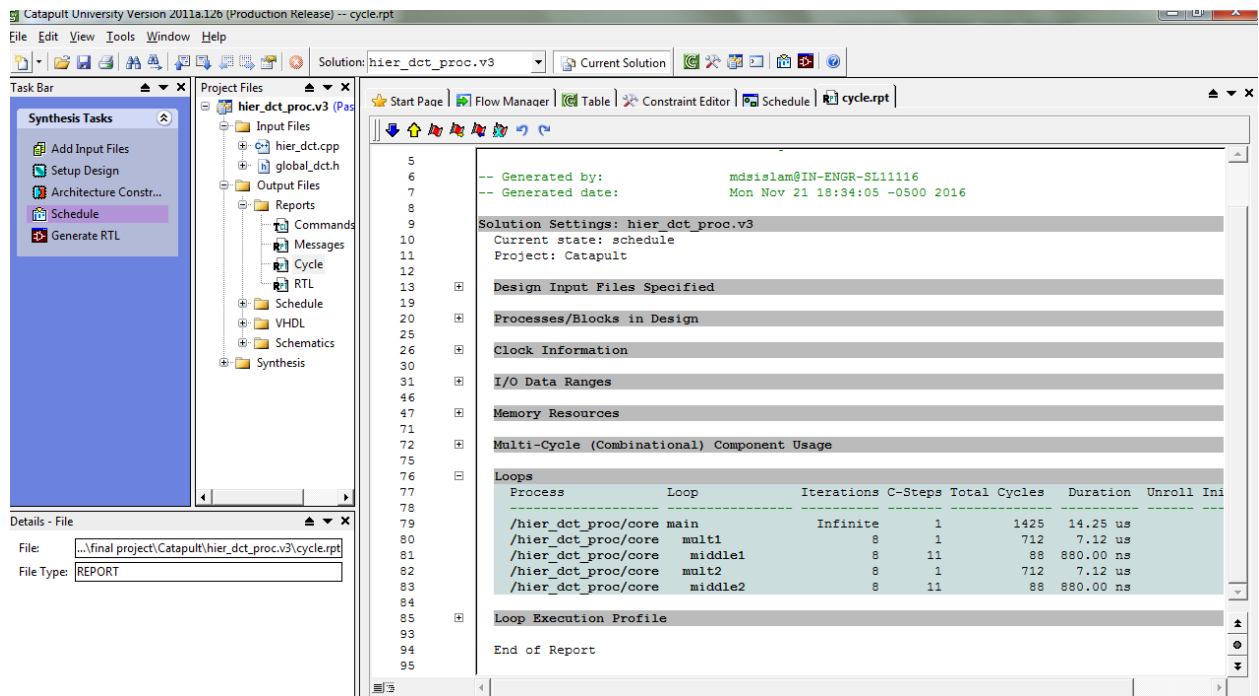 Catapult University Version 2011a.126 (Production Release) -- cycle.rpt
File Edit View Tools Window Help
Solution: hier_dct_proc.v3 Current Solution
Task Bar
Synthesis Tasks
Add Input Files
Setup Design
Architecture Constr...
Schedule
Generate RTL
Project Files
hier_dct_proc.v3 (Pas
Input Files
hier_dct.cpp
global_dct.h
Output Files
Reports
Commands
Messages
Cycle
RTL
Schedule
VHDL
Schematics
Synthesis
Details - File
File: ...\final project\Catapult\hier_dct_proc.v3\cycle.rpt
File Type: REPORT
Start Page Flow Manager Table Constraint Editor Schedule cycle.rpt
5
6 -- Generated by: mdsislam@IN-ENGR-SL11116
7 -- Generated date: Mon Nov 21 18:34:05 -0500 2016
8
9 Solution Settings: hier_dct_proc.v3
10 Current state: schedule
11 Project: Catapult
12
13 Design Input Files Specified
19
20 Processes/Blocks in Design
25
26 Clock Information
30
31 I/O Data Ranges
46
47 Memory Resources
71
72 Multi-Cycle (Combinational) Component Usage
75
76 Loops
77 Process Loop Iterations C-Steps Total Cycles Duration Unroll Ini
78 ---------------- ---------------- ---------- ------- ------------ ---------- ------ ---
79 /hier_dct_proc/core main Infinite 1 1425 14.25 us
80 /hier_dct_proc/core mult1 8 1 712 7.12 us
81 /hier_dct_proc/core middle1 8 11 88 880.00 ns
82 /hier_dct_proc/core mult2 8 1 712 7.12 us
83 /hier_dct_proc/core middle2 8 11 88 880.00 ns
84
85 Loop Execution Profile
93
94 End of Report
95